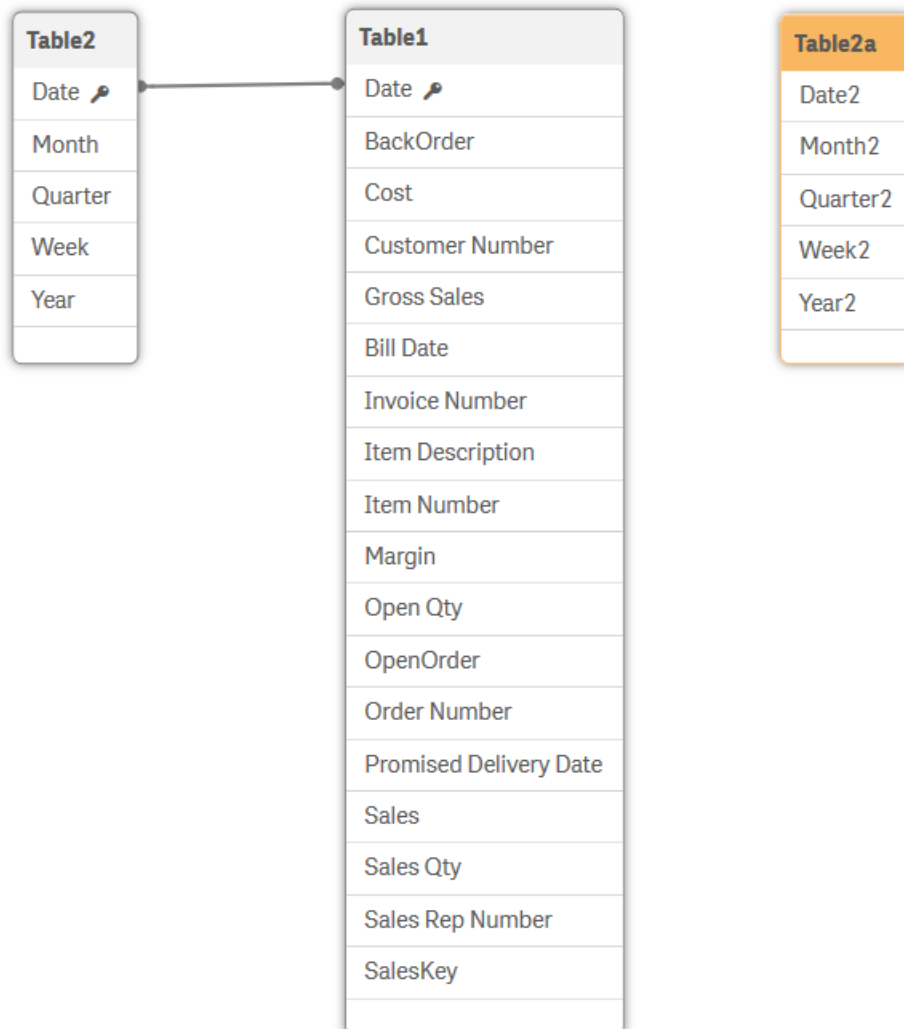 Table2
Date
Month
Quarter
Week
Year
Table1
Date
BackOrder
Cost
Customer Number
Gross Sales
Bill Date
Invoice Number
Item Description
Item Number
Margin
Open Qty
OpenOrder
Order Number
Promised Delivery Date
Sales
Sales Qty
Sales Rep Number
SalesKey
Table2a
Date2
Month2
Quarter2
Week2
Year2